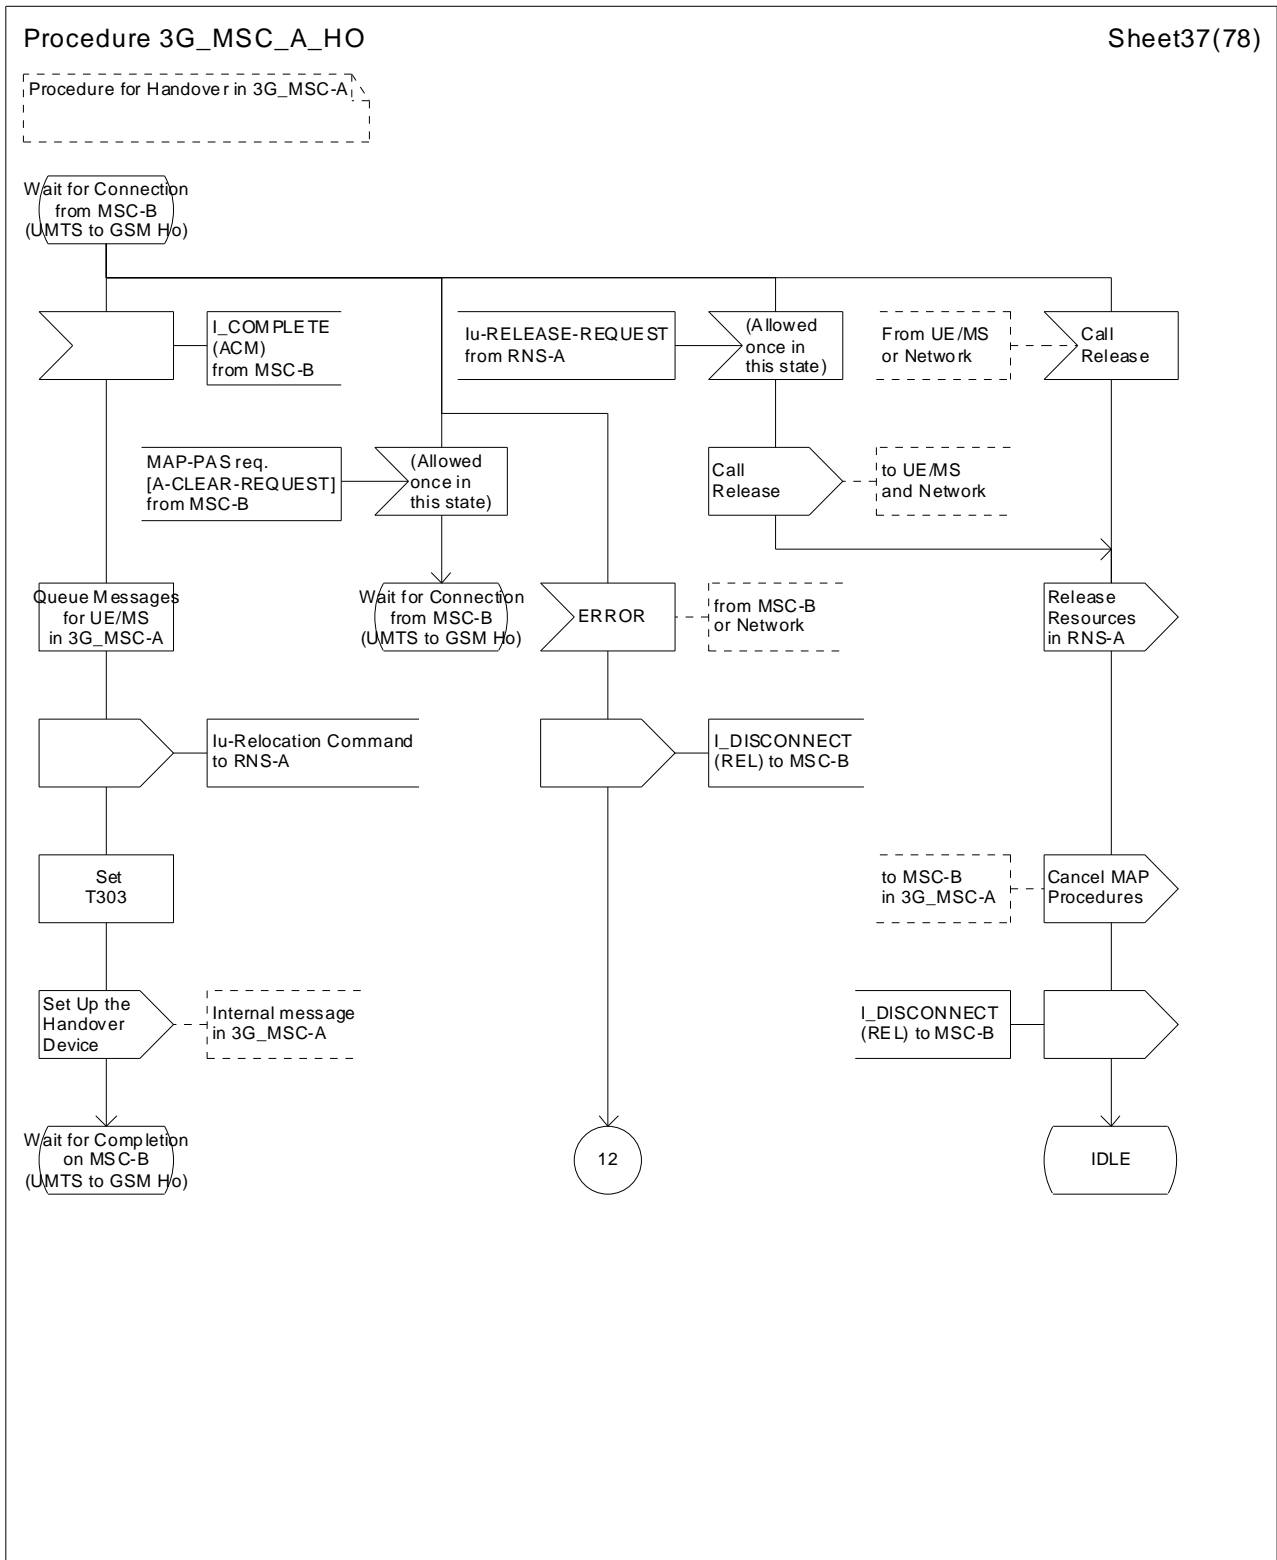 Procedure 3G_MSC_A_HO
Sheet37(78)
Procedure for Handover in 3G_MSC-A
Wait for Connection
from MSC-B
(UMTS to GSM Ho)
I_COMPLETE
(ACM)
from MSC-B
Iu-RELEASE-REQUEST
from RNS-A
(Allowed
once in
this state)
From UE/MS
or Network
Call
Release
MAP-PAS req.
[A-CLEAR-REQUEST]
from MSC-B
(Allowed
once in
this state)
Call
Release
to UE/MS
and Network
Queue Messages
for UE/MS
in 3G_MSC-A
Wait for Connection
from MSC-B
(UMTS to GSM Ho)
ERROR
from MSC-B
or Network
Release
Resources
in RNS-A
Iu-Relocation Command
to RNS-A
I_DISCONNECT
(REL) to MSC-B
Set
T303
to MSC-B
in 3G_MSC-A
Cancel MAP
Procedures
Set Up the
Handover
Device
Internal message
in 3G_MSC-A
I_DISCONNECT
(REL) to MSC-B
Wait for Completion
on MSC-B
(UMTS to GSM Ho)
12
IDLE